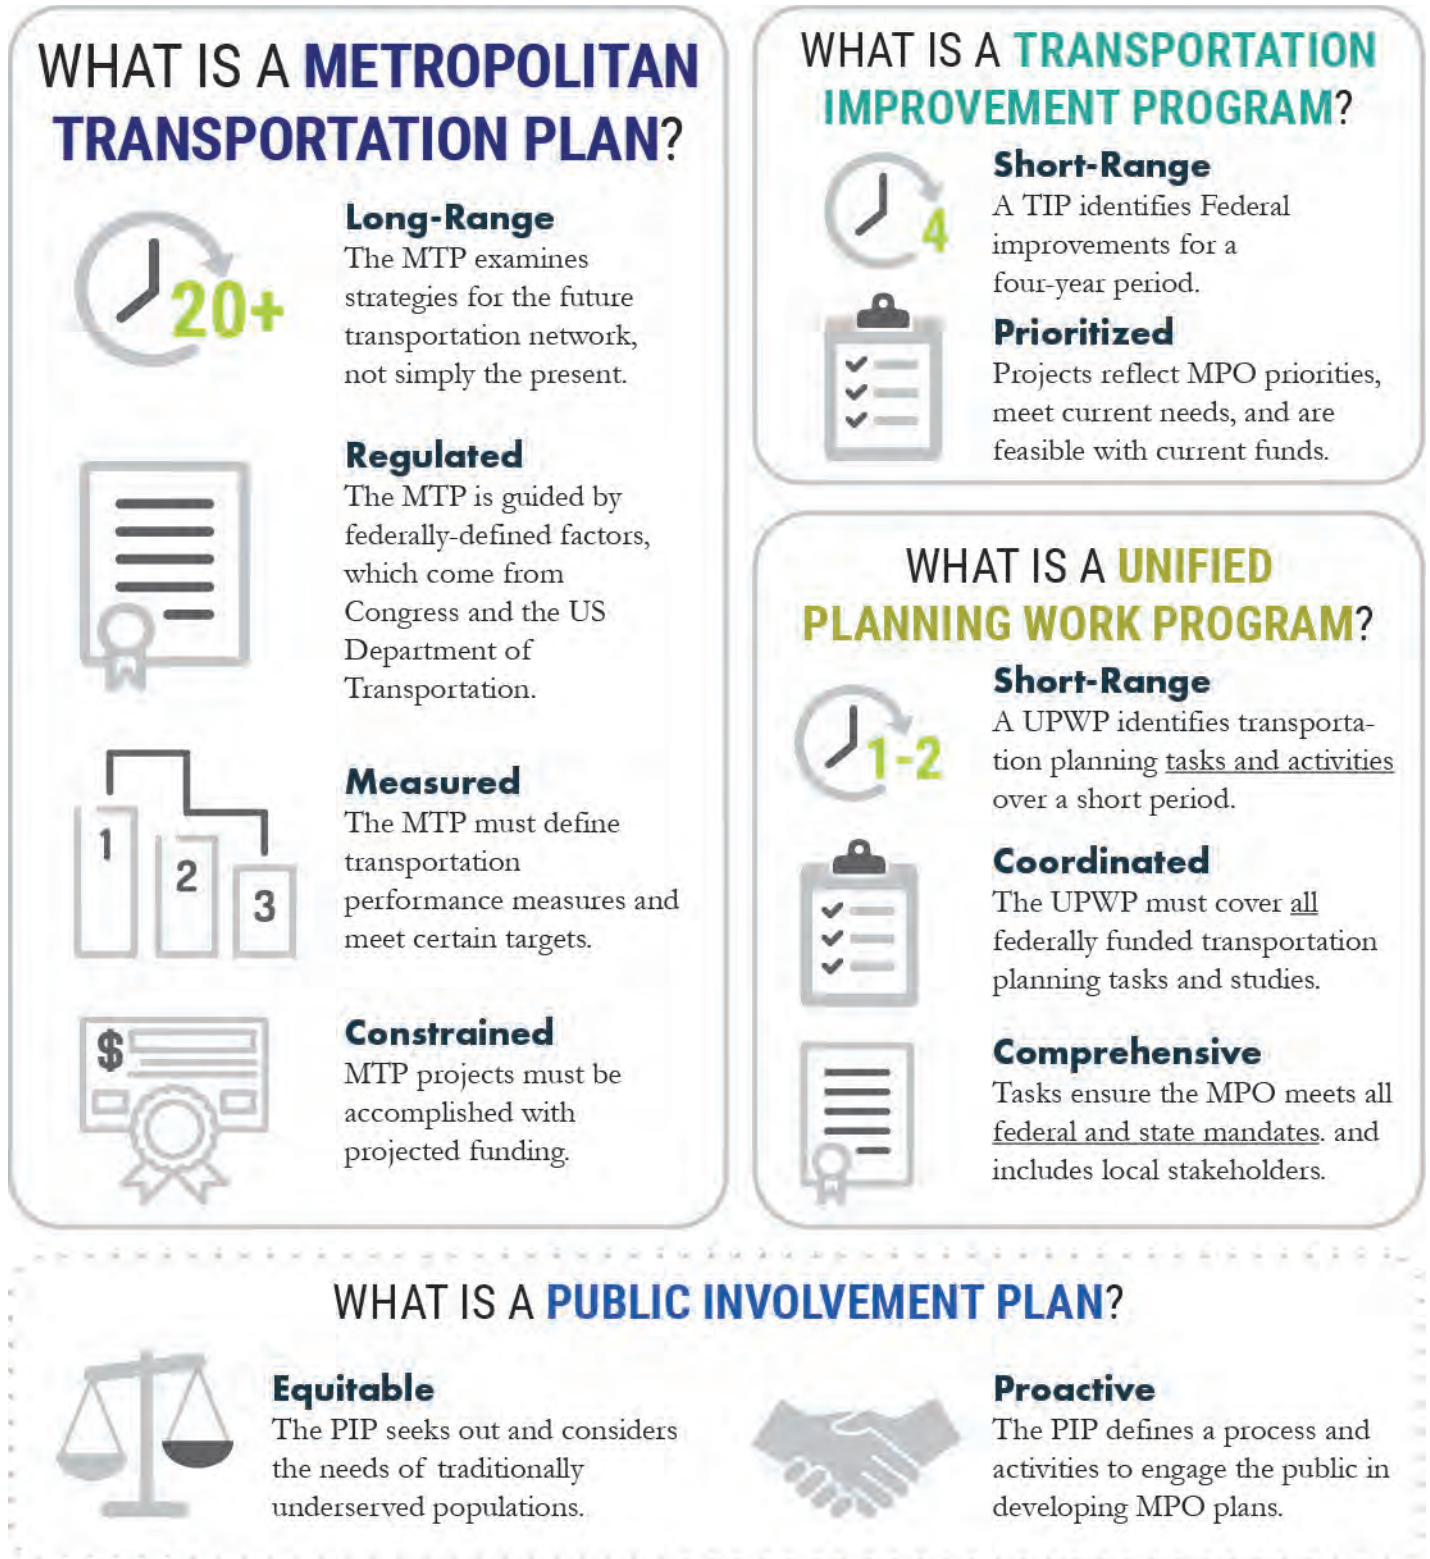 WHAT IS A METROPOLITAN
TRANSPORTATION PLAN?
20+
Long-Range
The MTP examines
strategies for the future
transportation network,
not simply the present.
Regulated
The MTP is guided by
federally-defined factors,
which come from
Congress and the US
Department of
Transportation.
1
2
3
Measured
The MTP must define
transportation
performance measures and
meet certain targets.
$
Constrained
MTP projects must be
accomplished with
projected funding.
WHAT IS A TRANSPORTATION
IMPROVEMENT PROGRAM?
4
Short-Range
A TIP identifies Federal
improvements for a
four-year period.
Prioritized
Projects reflect MPO priorities,
meet current needs, and are
feasible with current funds.
WHAT IS A UNIFIED
PLANNING WORK PROGRAM?
1-2
Short-Range
A UPWP identifies transporta-
tion planning tasks and activities
over a short period.
Coordinated
The UPWP must cover all
federally funded transportation
planning tasks and studies.
Comprehensive
Tasks ensure the MPO meets all
federal and state mandates. and
includes local stakeholders.
WHAT IS A PUBLIC INVOLVEMENT PLAN?
Equitable
The PIP seeks out and considers
the needs of traditionally
underserved populations.
Proactive
The PIP defines a process and
activities to engage the public in
developing MPO plans.